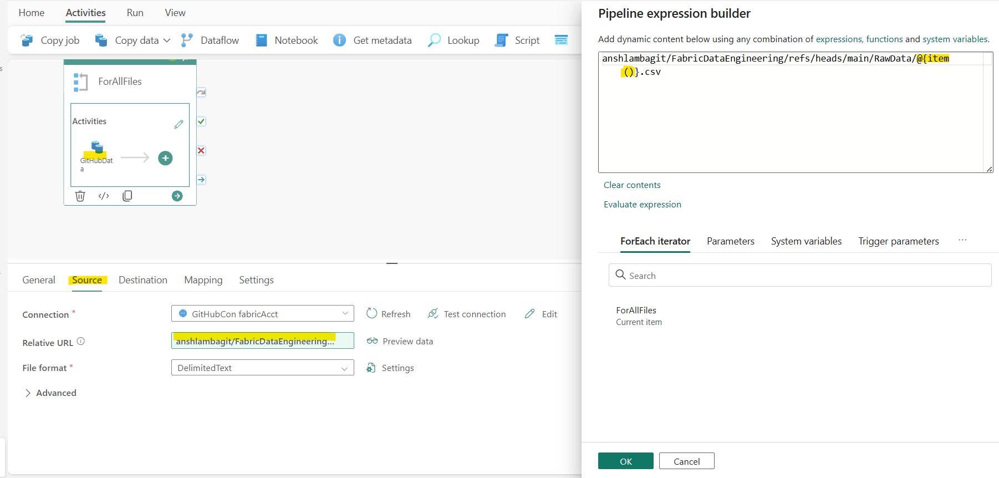 Home Activities Run View
Copy job Copy data Dataflow Notebook Get metadata Lookup Script
s
ForAllFiles
Activities
GitHubDat
a
General Source Destination Mapping Settings
Connection * GitHubCon fabricAcct Refresh Test connection Edit
Relative URL anshlambagit/FabricDataEngineering... Preview data
File format * DelimitedText Settings
Advanced
Pipeline expression builder
Add dynamic content below using any combination of expressions, functions and system variables.
anshlambagit/FabricDataEngineering/refs/heads/main/RawData/@{item
()}.csv
Clear contents
Evaluate expression
ForEach iterator Parameters System variables Trigger parameters ...
Search
ForAllFiles
Current item
OK Cancel